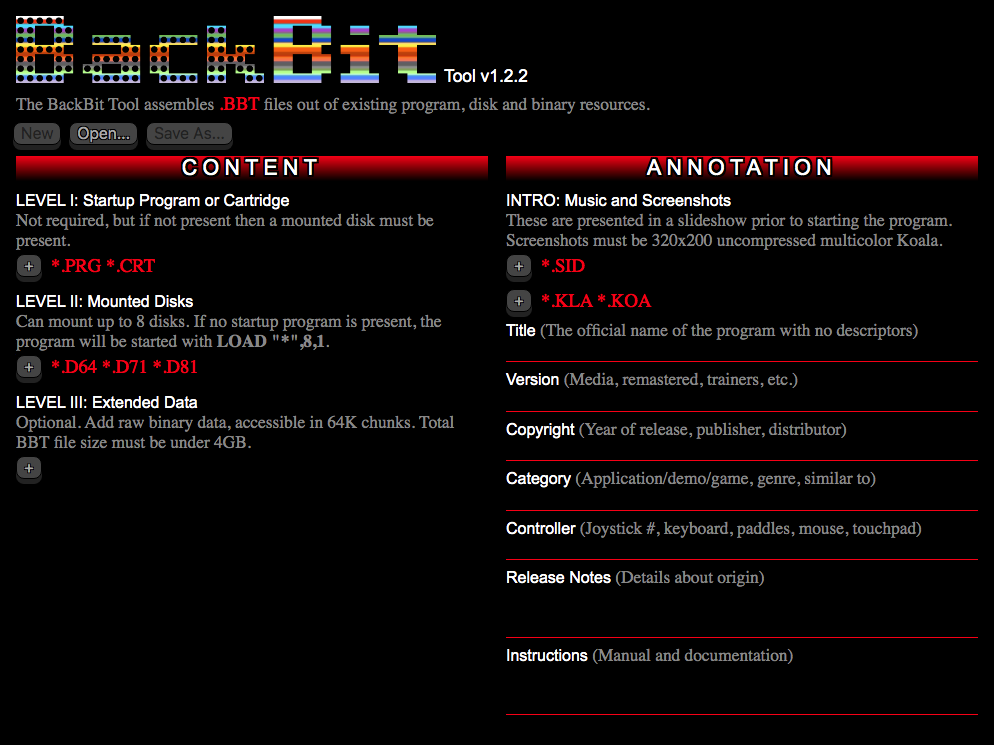 BackBit Tool v1.2.2
The BackBit Tool assembles .BBT files out of existing program, disk and binary resources.
New Open... Save As...
CONTENT
LEVEL I: Startup Program or Cartridge
Not required, but if not present then a mounted disk must be
present.
+ *.PRG *.CRT
LEVEL II: Mounted Disks
Can mount up to 8 disks. If no startup program is present, the
program will be started with LOAD "*",8,1.
+ *.D64 *.D71 *.D81
LEVEL III: Extended Data
Optional. Add raw binary data, accessible in 64K chunks. Total
BBT file size must be under 4GB.
+
ANNOTATION
INTRO: Music and Screenshots
These are presented in a slideshow prior to starting the program.
Screenshots must be 320x200 uncompressed multicolor Koala.
+ *.SID
+ *.KLA *.KOA
Title (The official name of the program with no descriptors)
Version (Media, remastered, trainers, etc.)
Copyright (Year of release, publisher, distributor)
Category (Application/demo/game, genre, similar to)
Controller (Joystick #, keyboard, paddles, mouse, touchpad)
Release Notes (Details about origin)
Instructions (Manual and documentation)